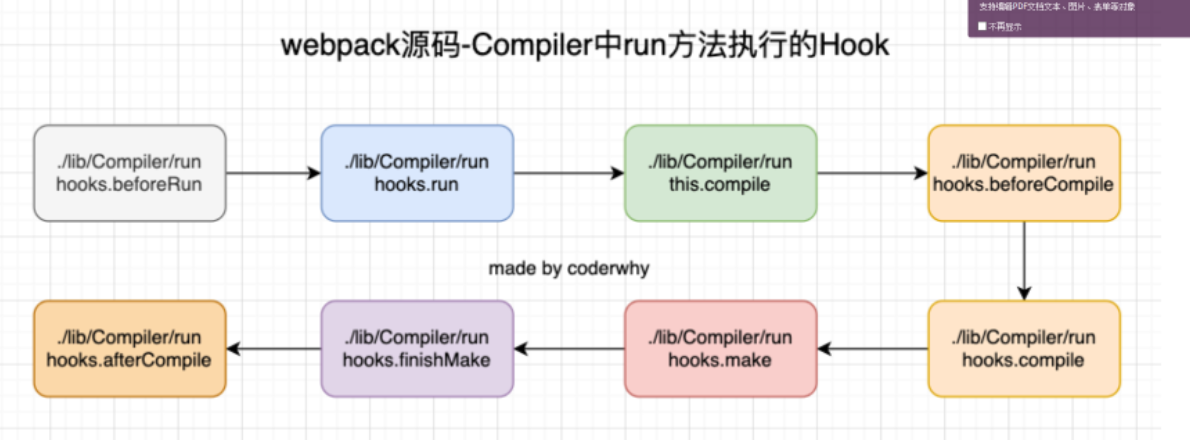 支持编辑PDF文档文本、图片、表单等对象
不再显示
webpack源码-Compiler中run方法执行的Hook
./lib/Compiler/run
hooks.beforeRun
./lib/Compiler/run
hooks.run
./lib/Compiler/run
this.compile
./lib/Compiler/run
hooks.beforeCompile
made by coderwhy
./lib/Compiler/run
hooks.afterCompile
./lib/Compiler/run
hooks.finishMake
./lib/Compiler/run
hooks.make
./lib/Compiler/run
hooks.compile